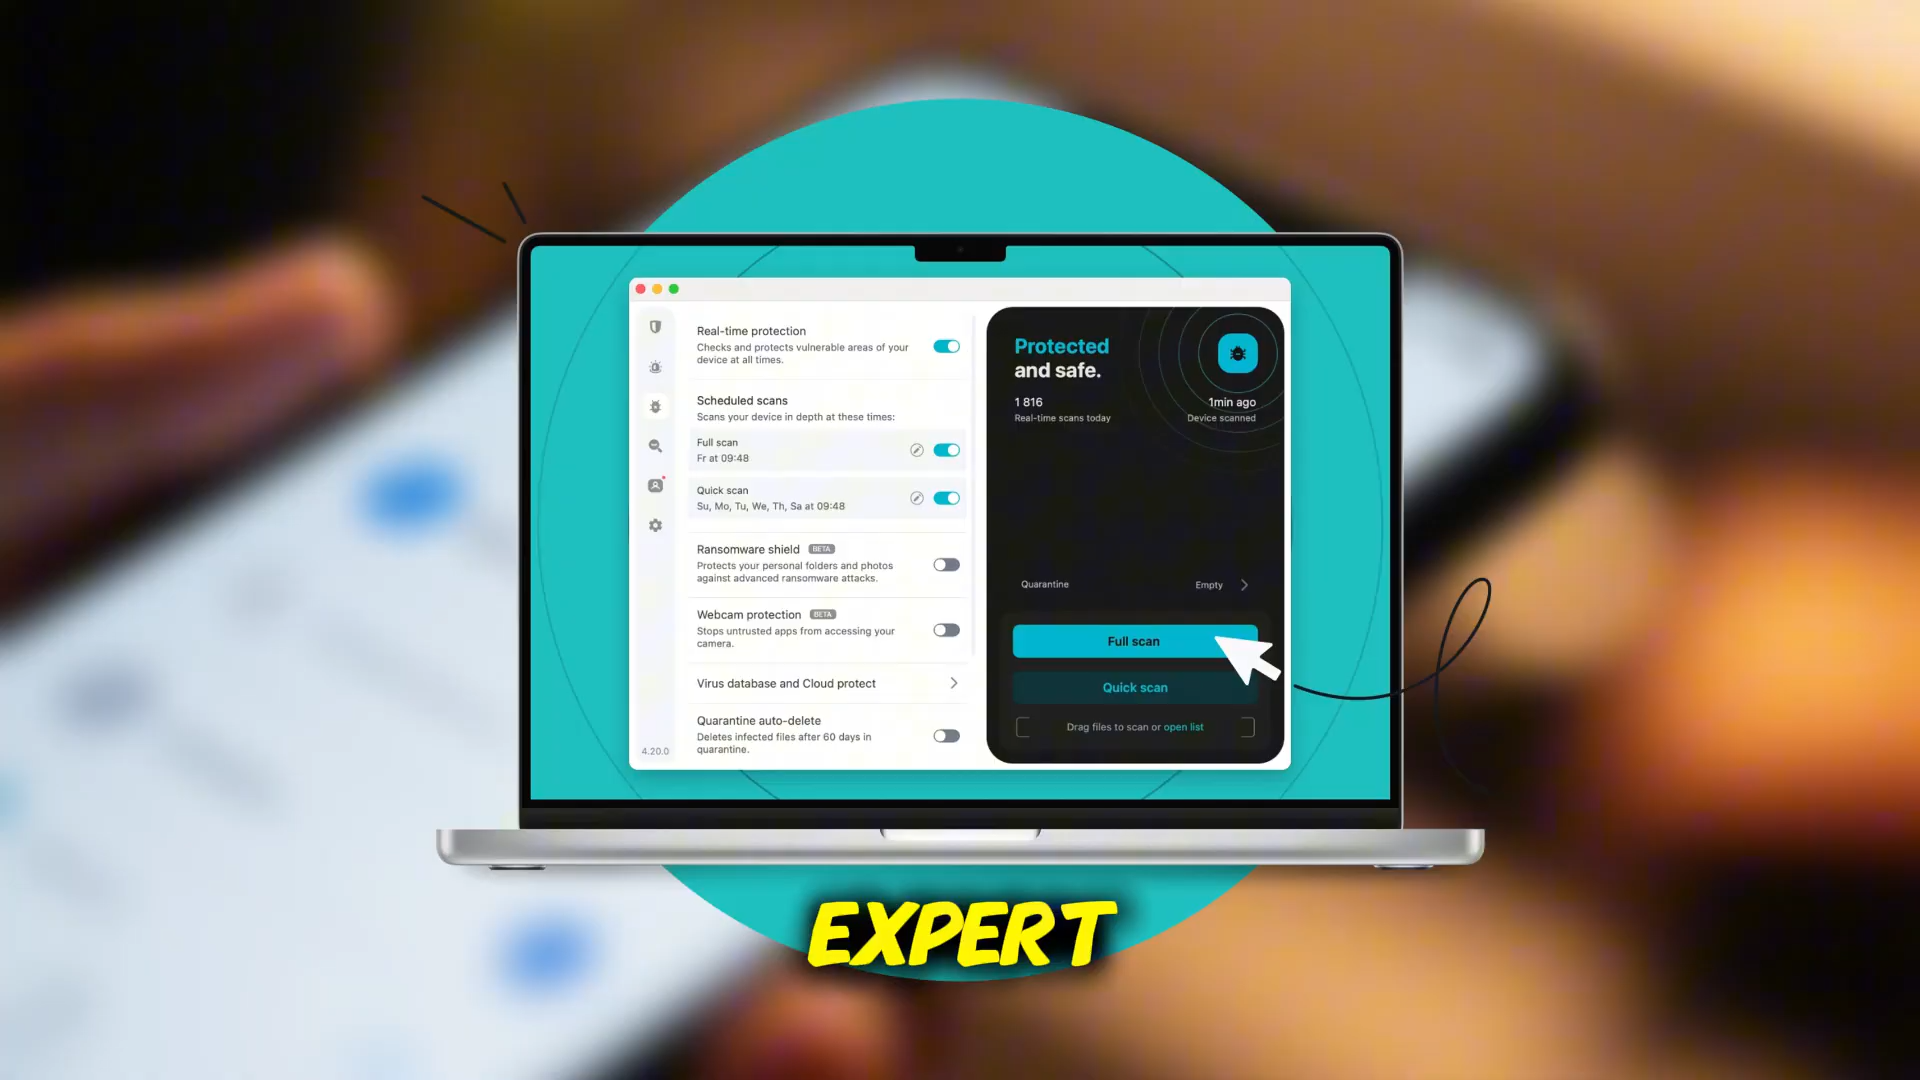 Real-time protection
Checks and protects vulnerable areas of your
device at all times.
Scheduled scans
Scans your device in depth at these times:
Full scan
Fr at 09:48
Quick scan
Su, Mo, Tu, We, Th, Sa at 09:48
Ransomware shield BETA
Protects your personal folders and photos
against advanced ransomware attacks.
Webcam protection BETA
Stops untrusted apps from accessing your
camera.
Virus database and Cloud protect
Quarantine auto-delete
Deletes infected files after 60 days in
quarantine.
4.20.0
Protected
and safe.
1 816
Real-time scans today
1min ago
Device scanned
Quarantine
Empty
Full scan
Quick scan
Drag files to scan or open list
EXPERT